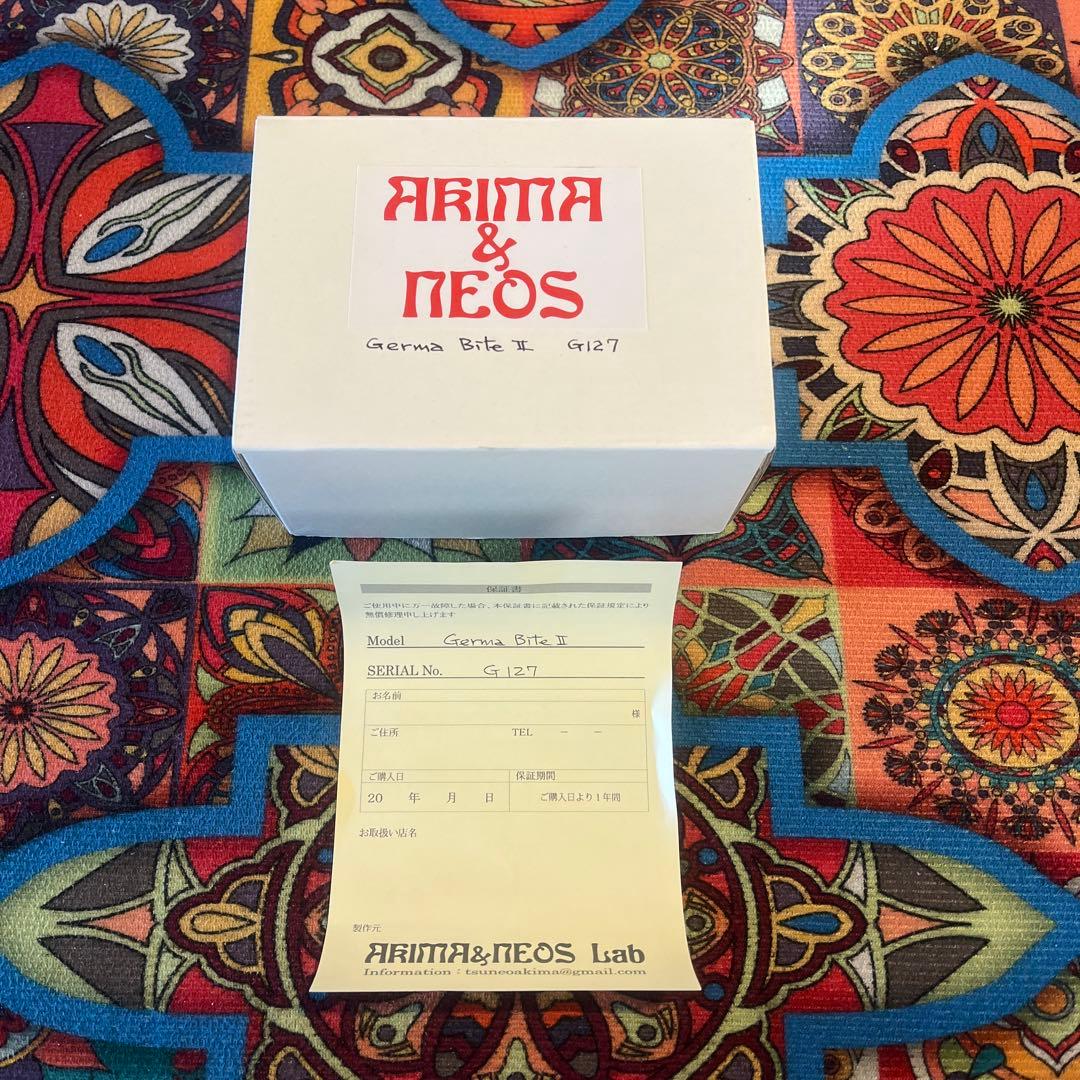 AKIMA
&
NEOS
Germa Bite II G127
保証書
ご使用中に万一故障した場合、本保証書に記載された保証規定により
無償修理申し上げます
Model Germa Bite II
SERIAL No. G127
お名前
様
ご住所 TEL － －
ご購入日 保証期間
20 年 月 日 ご購入日より1年間
お取扱い店名
製作元
AKIMA&NEOS Lab
Information：tsuneoakima@gmail.com